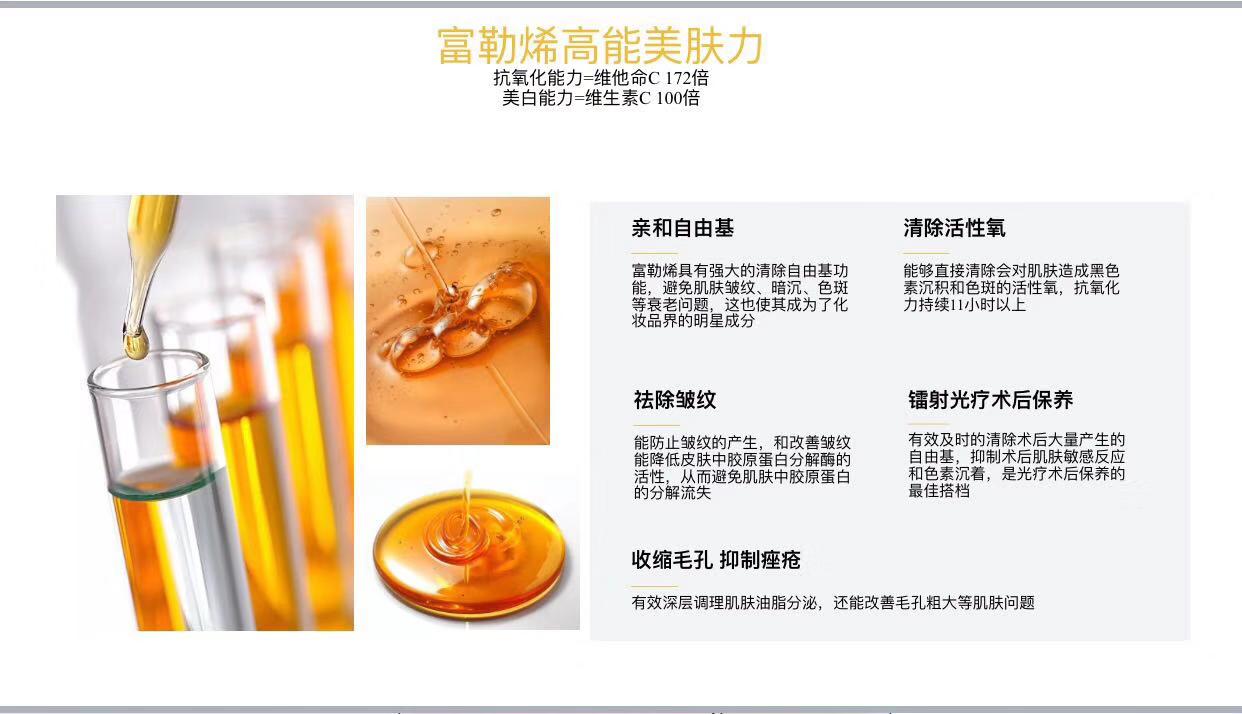 富勒烯高能美肤力
抗氧化能力=维他命C 172倍
美白能力=维生素C 100倍
亲和自由基
富勒烯具有强大的清除自由基功
能，避免肌肤皱纹、暗沉、色斑
等衰老问题，这也使其成为了化
妆品界的明星成分
清除活性氧
能够直接清除会对肌肤造成黑色
素沉积和色斑的活性氧，抗氧化
力持续11小时以上
祛除皱纹
能防止皱纹的产生，和改善皱纹
能降低皮肤中胶原蛋白分解酶的
活性，从而避免肌肤中胶原蛋白
的分解流失
镭射光疗术后保养
有效及时的清除术后大量产生的
自由基，抑制术后肌肤敏感反应
和色素沉着，是光疗术后保养的
最佳搭档
收缩毛孔 抑制痤疮
有效深层调理肌肤油脂分泌，还能改善毛孔粗大等肌肤问题